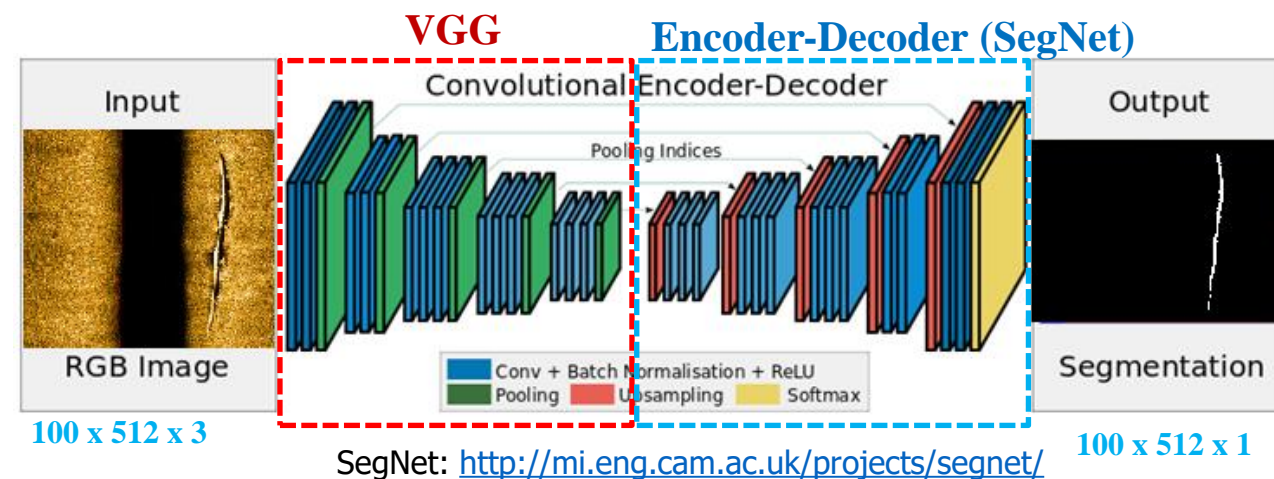 VGG
Encoder-Decoder (SegNet)
Input
Convolutional Encoder-Decoder
Output
Pooling Indices
RGB Image
Conv + Batch Normalisation + ReLU
Pooling Upsampling Softmax
Segmentation
100 x 512 x 3
100 x 512 x 1
SegNet: http://mi.eng.cam.ac.uk/projects/segnet/